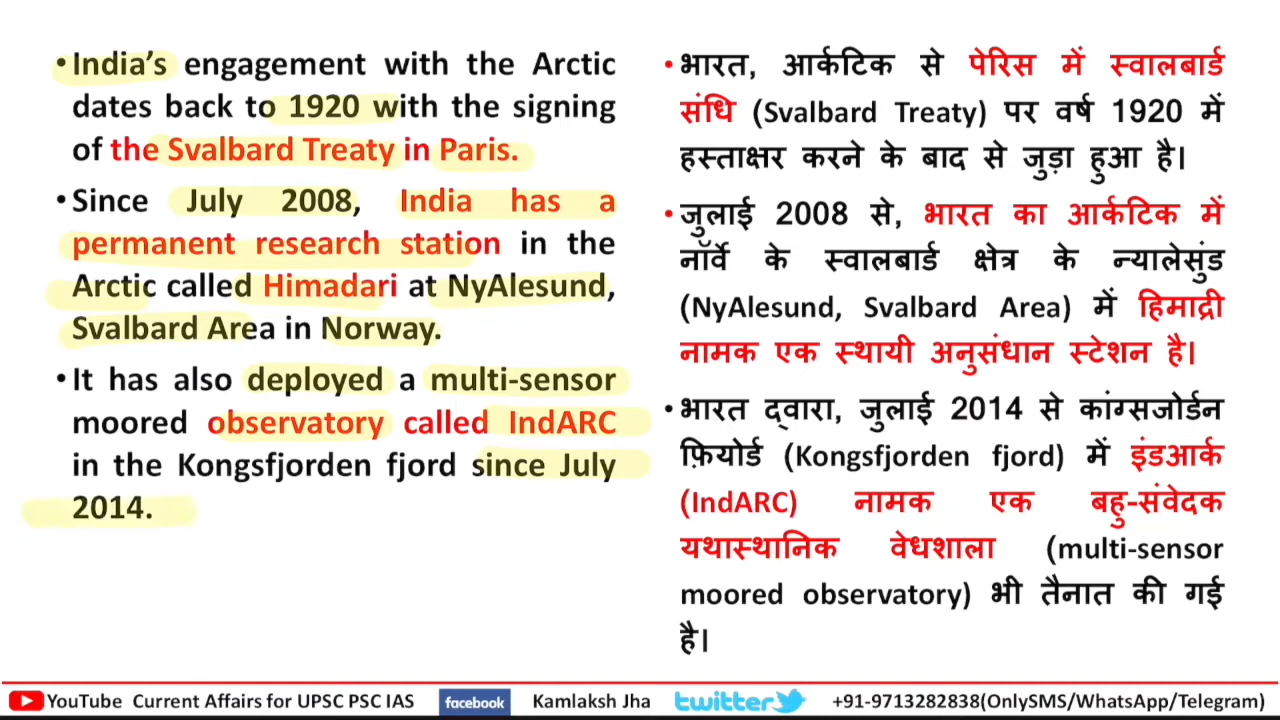 •India's engagement with the Arctic
dates back to 1920 with the signing
of the Svalbard Treaty in Paris.
•Since July 2008, India has a
permanent research station in the
Arctic called Himadari at NyAlesund,
Svalbard Area in Norway.
•It has also deployed a multi-sensor
moored observatory called IndARC
in the Kongsfjorden fjord since July
2014.
•भारत, आर्कटिक से पेरिस में स्वालबार्ड
संधि (Svalbard Treaty) पर वर्ष 1920 में
हस्ताक्षर करने के बाद से जुड़ा हुआ है।
•जुलाई 2008 से, भारत का आर्कटिक में
नॉर्वे के स्वालबार्ड क्षेत्र के न्यालेसुंड
(NyAlesund, Svalbard Area) में हिमाद्री
नामक एक स्थायी अनुसंधान स्टेशन है।
•भारत द्वारा, जुलाई 2014 से कांग्सजोर्डन
फ़ियोर्ड (Kongsfjorden fjord) में इंडआर्क
(IndARC) नामक एक बहु-संवेदक
यथास्थानिक वेधशाला (multi-sensor
moored observatory) भी तैनात की गई
है।
YouTube Current Affairs for UPSC PSC IAS facebook Kamlaksh Jha twitter +91-9713282838(OnlySMS/WhatsApp/Telegram)